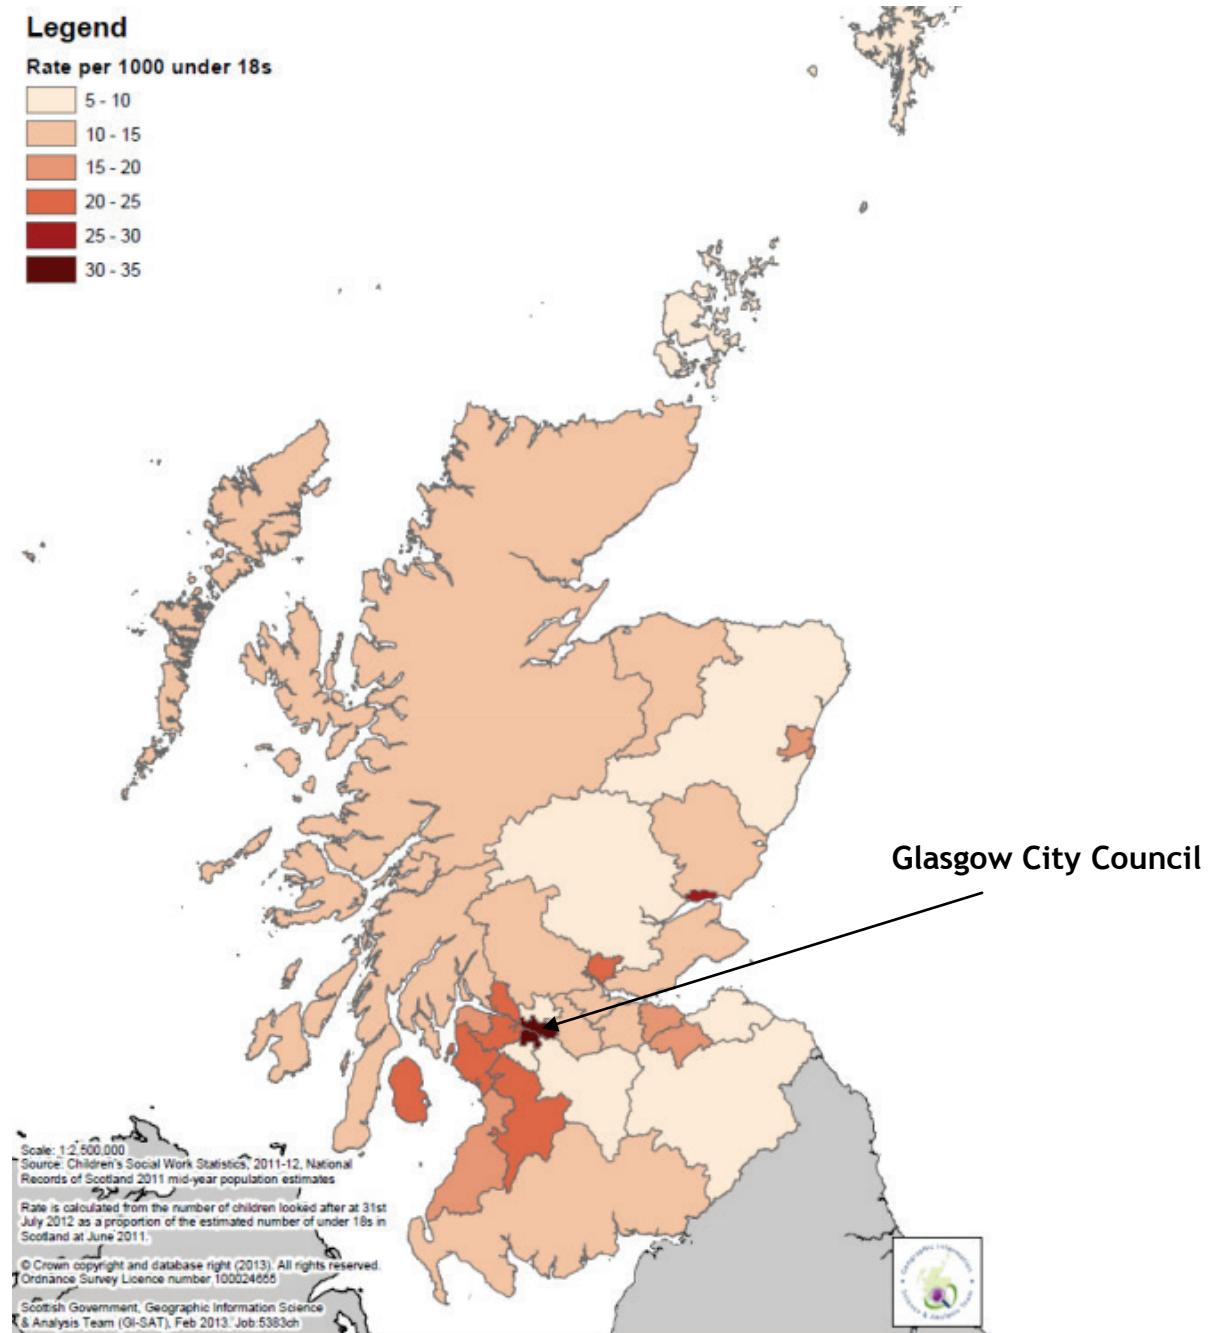 Legend
Rate per 1000 under 18s
5 - 10
10 - 15
15 - 20
20 - 25
25 - 30
30 - 35
Glasgow City Council
Scale: 1:2,500,000
Source: Children's Social Work Statistics, 2011-12, National
Records of Scotland 2011 mid-year population estimates
Rate is calculated from the number of children looked after at 31st
July 2012 as a proportion of the estimated number of under 18s in
Scotland at June 2011.
© Crown copyright and database right (2013). All rights reserved.
Ordnance Survey Licence number 100024655
Scottish Government, Geographic Information Science
& Analysis Team (GI-SAT), Feb 2013. Job:5383ch
Geographic Information
Science & Analysis Team